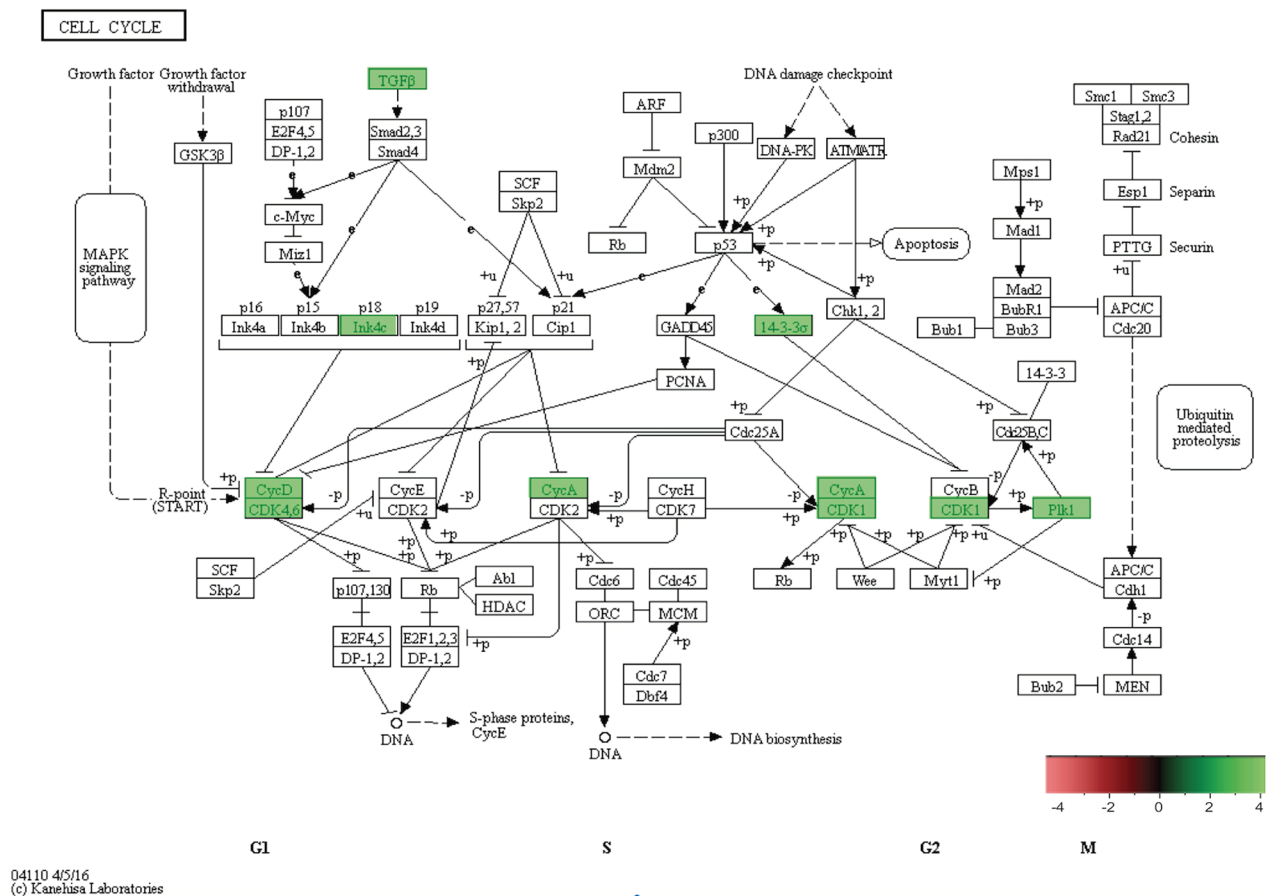 CELL CYCLE
Growth factor
Growth factor
withdrawal
TGFβ
DNA damage checkpoint
Smc1
Smc3
Stag1,2
Rad21
Cohesin
ARF
p107
E2F4,5
DP-1,2
Smad2,3
Smad4
p300
DNA-PK
ATM/ATR
GSK3β
Mdm2
Mps1
+p
Esp1
Separin
SCF
Skp2
e
e
c-Myc
Miz1
MAPK
signaling
pathway
e
e
+u
+u
Rb
+p
+p
p53
+p
Apoptosis
Mad1
PTTG
Securin
+u
e
e
e
+p
Mad2
BubR1
Bub3
Bub1
APC/C
Cdc20
p16
Ink4a
p15
Ink4b
p18
Ink4c
p19
Ink4d
p27,57
Kip1, 2
p21
Cip1
GADD45
14-3-3σ
Chk1, 2
+p
PCNA
14-3-3
+p
Cdc25A
+p
Cdc25B,C
+p
Ubiquitin
mediated
proteolysis
R-point
(START)
+p
CycD
CDK4,6
-p
CycE
CDK2
-p
+u
CycA
CDK2
-p
+p
CycH
CDK7
-p
+p
CycA
CDK1
CycB
CDK1
-p
+p
Plk1
+p
+p
+p
+p
+p
+p
+p
+p
+p
+p
+u
+p
SCF
Skp2
p107,130
Rb
Abl
HDAC
Cdc6
Cdc45
ORC
MCM
+p
Rb
Wee
Myt1
APC/C
Cdh1
-p
Cdc14
E2F4,5
DP-1,2
E2F1,2,3
DP-1,2
+p
Cdc7
Dbf4
Bub2
MEN
DNA
S-phase proteins,
CycE
DNA
DNA biosynthesis
-4
-2
0
2
4
G1
S
G2
M
04110 4/5/16
(c) Kanehisa Laboratories